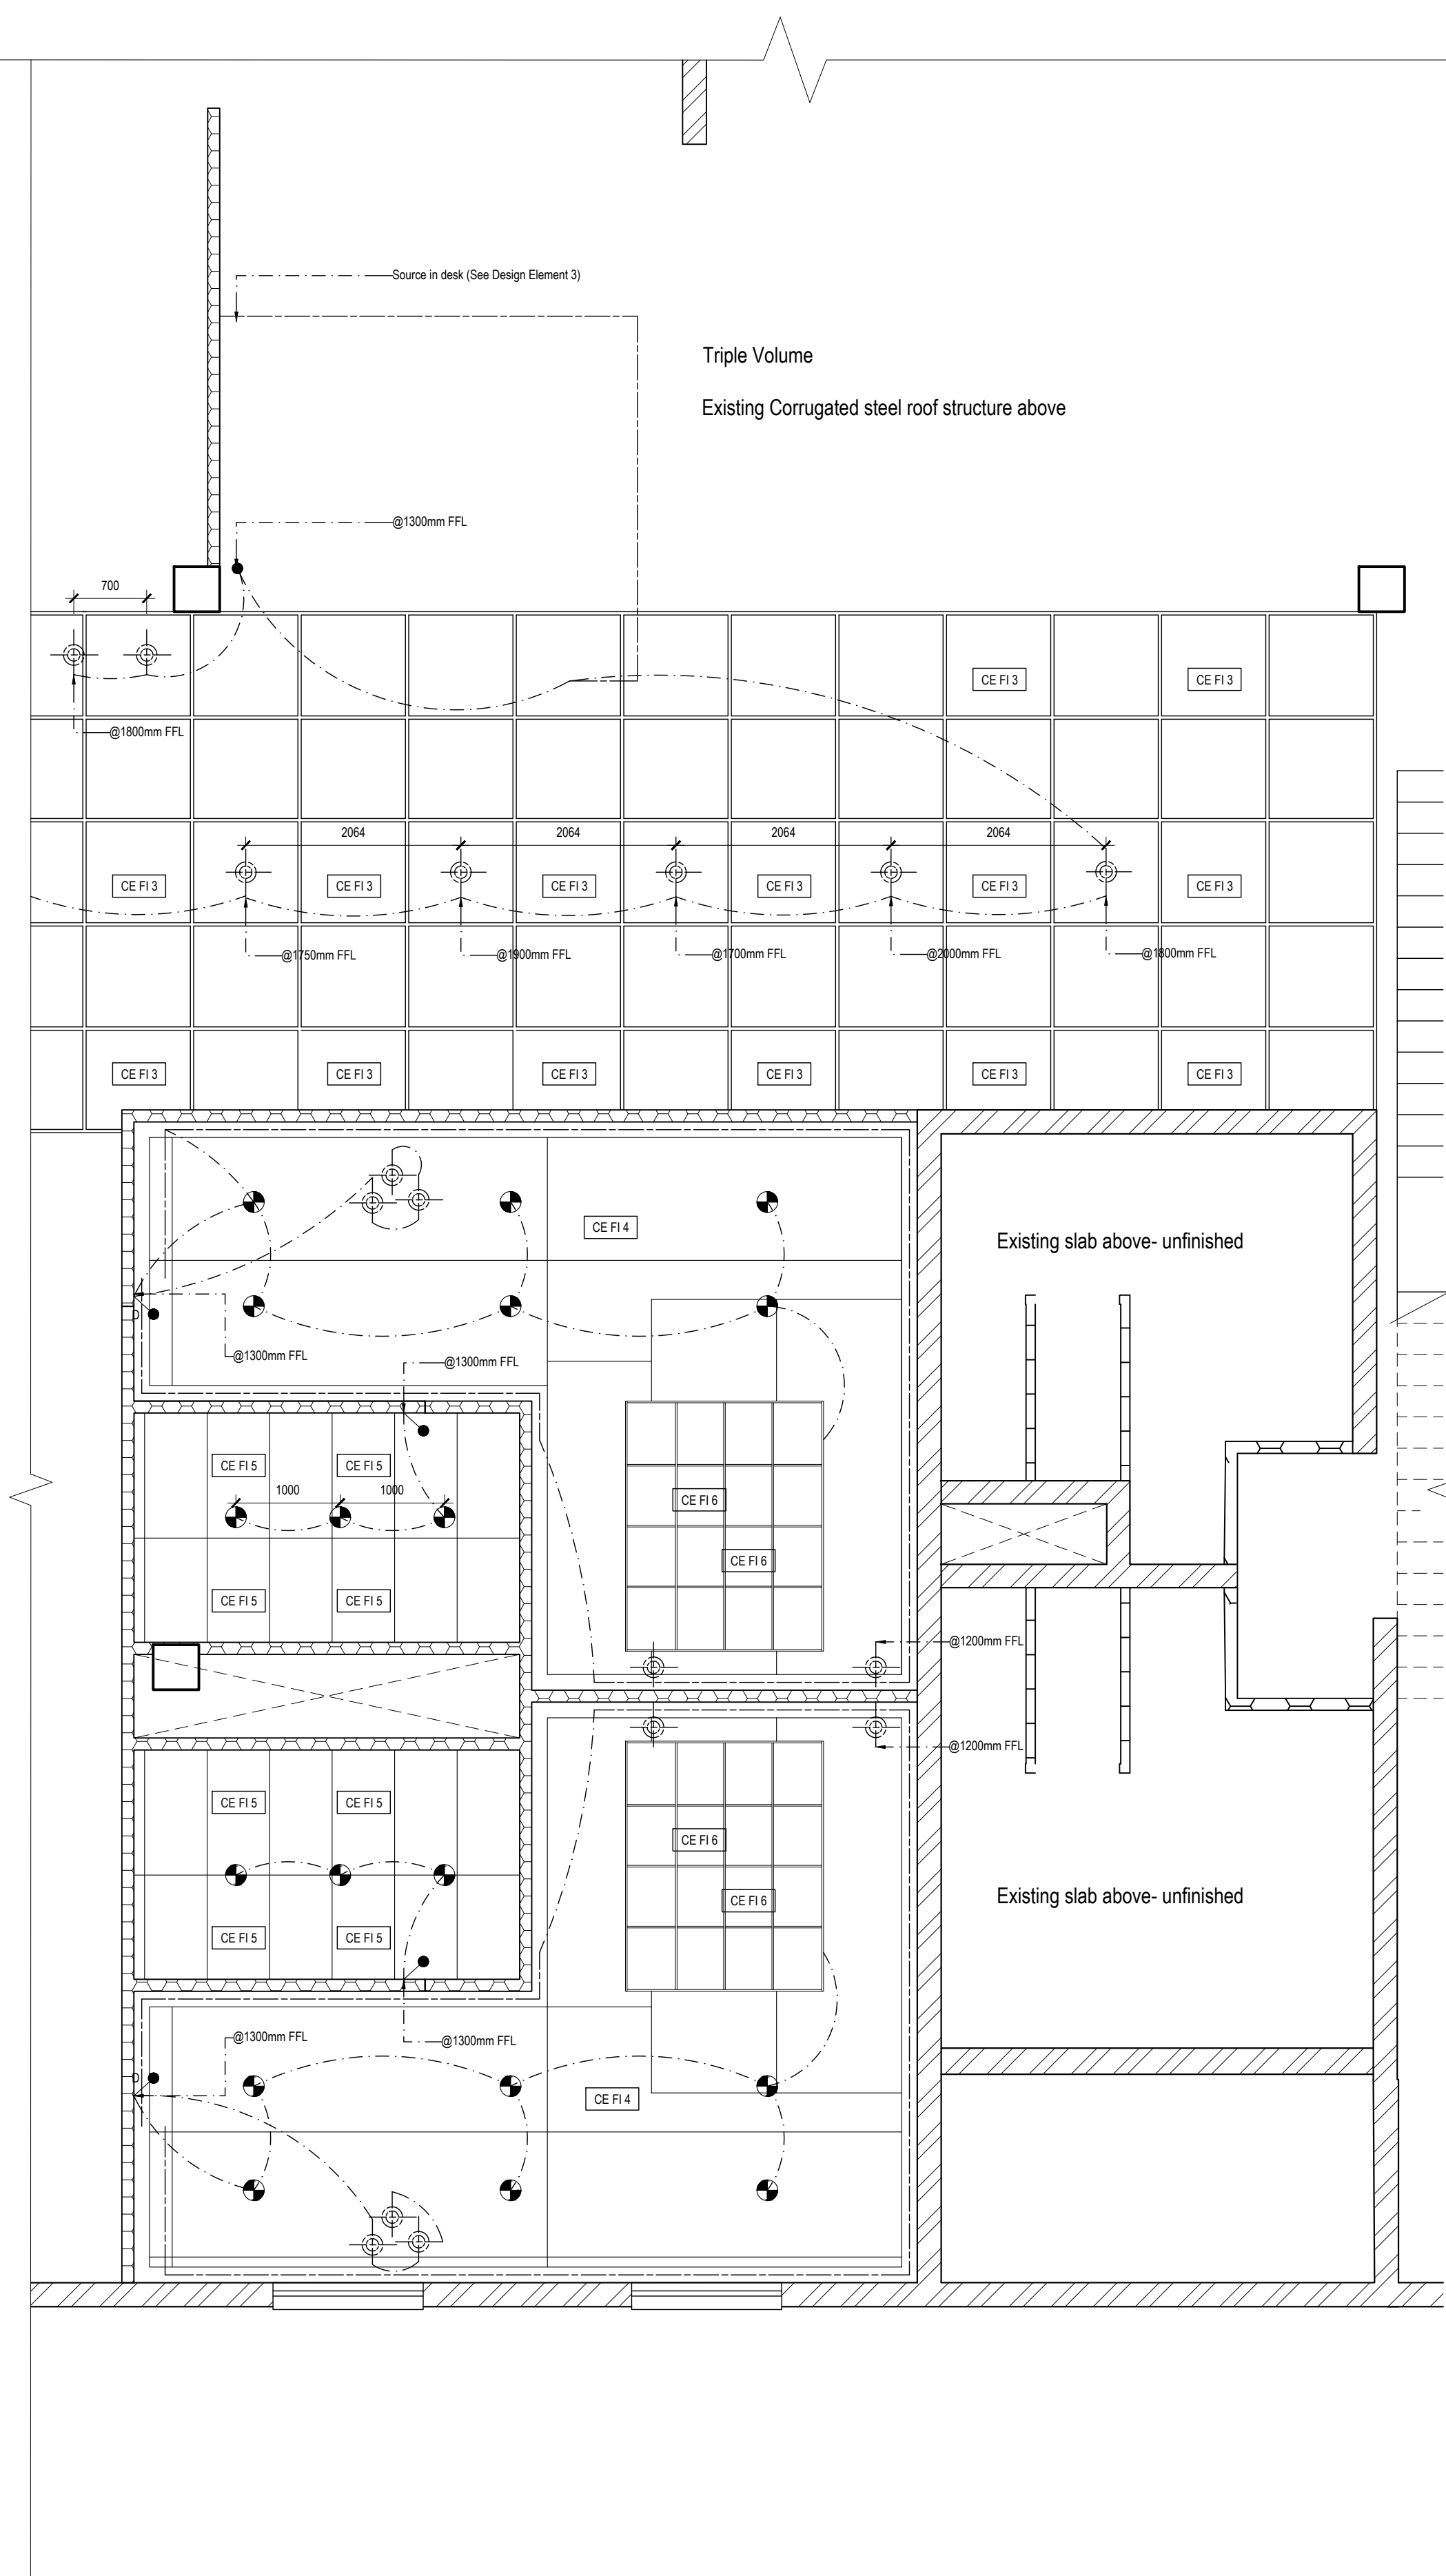 Source in desk (See Design Element 3)
Triple Volume
Existing Corrugated steel roof structure above
@1300mm FFL
700
CE FI 3
CE FI 3
@1800mm FFL
2064
2064
2064
2064
CE FI 3
CE FI 3
CE FI 3
CE FI 3
CE FI 3
CE FI 3
@1750mm FFL
@1900mm FFL
@1700mm FFL
@2000mm FFL
@1800mm FFL
CE FI 3
CE FI 3
CE FI 3
CE FI 3
CE FI 3
CE FI 3
CE FI 4
Existing slab above- unfinished
@1300mm FFL
@1300mm FFL
CE FI 5
CE FI 5
1000
1000
CE FI 6
CE FI 6
CE FI 5
CE FI 5
@1200mm FFL
@1200mm FFL
CE FI 5
CE FI 5
CE FI 6
CE FI 6
Existing slab above- unfinished
CE FI 5
CE FI 5
@1300mm FFL
@1300mm FFL
CE FI 4